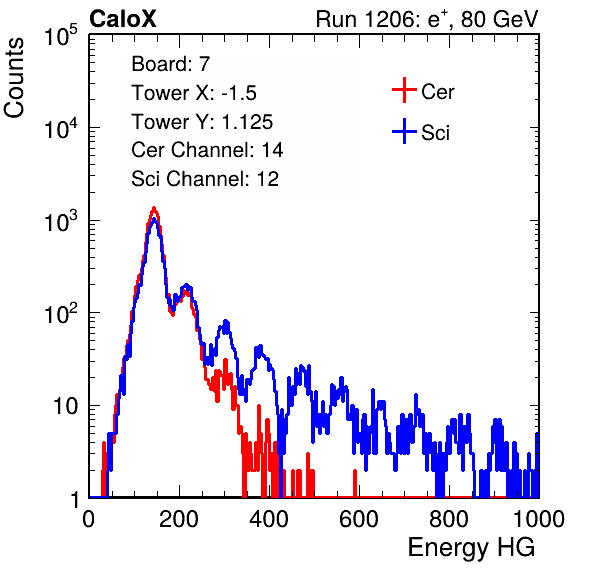 CaloX Run 1206: e⁺, 80 GeV
Counts
Board: 7
Tower X: -1.5
Tower Y: 1.125
Cer Channel: 14
Sci Channel: 12
Cer
Sci
10⁵
10⁴
10³
10²
10
1
0 200 400 600 800 1000
Energy HG